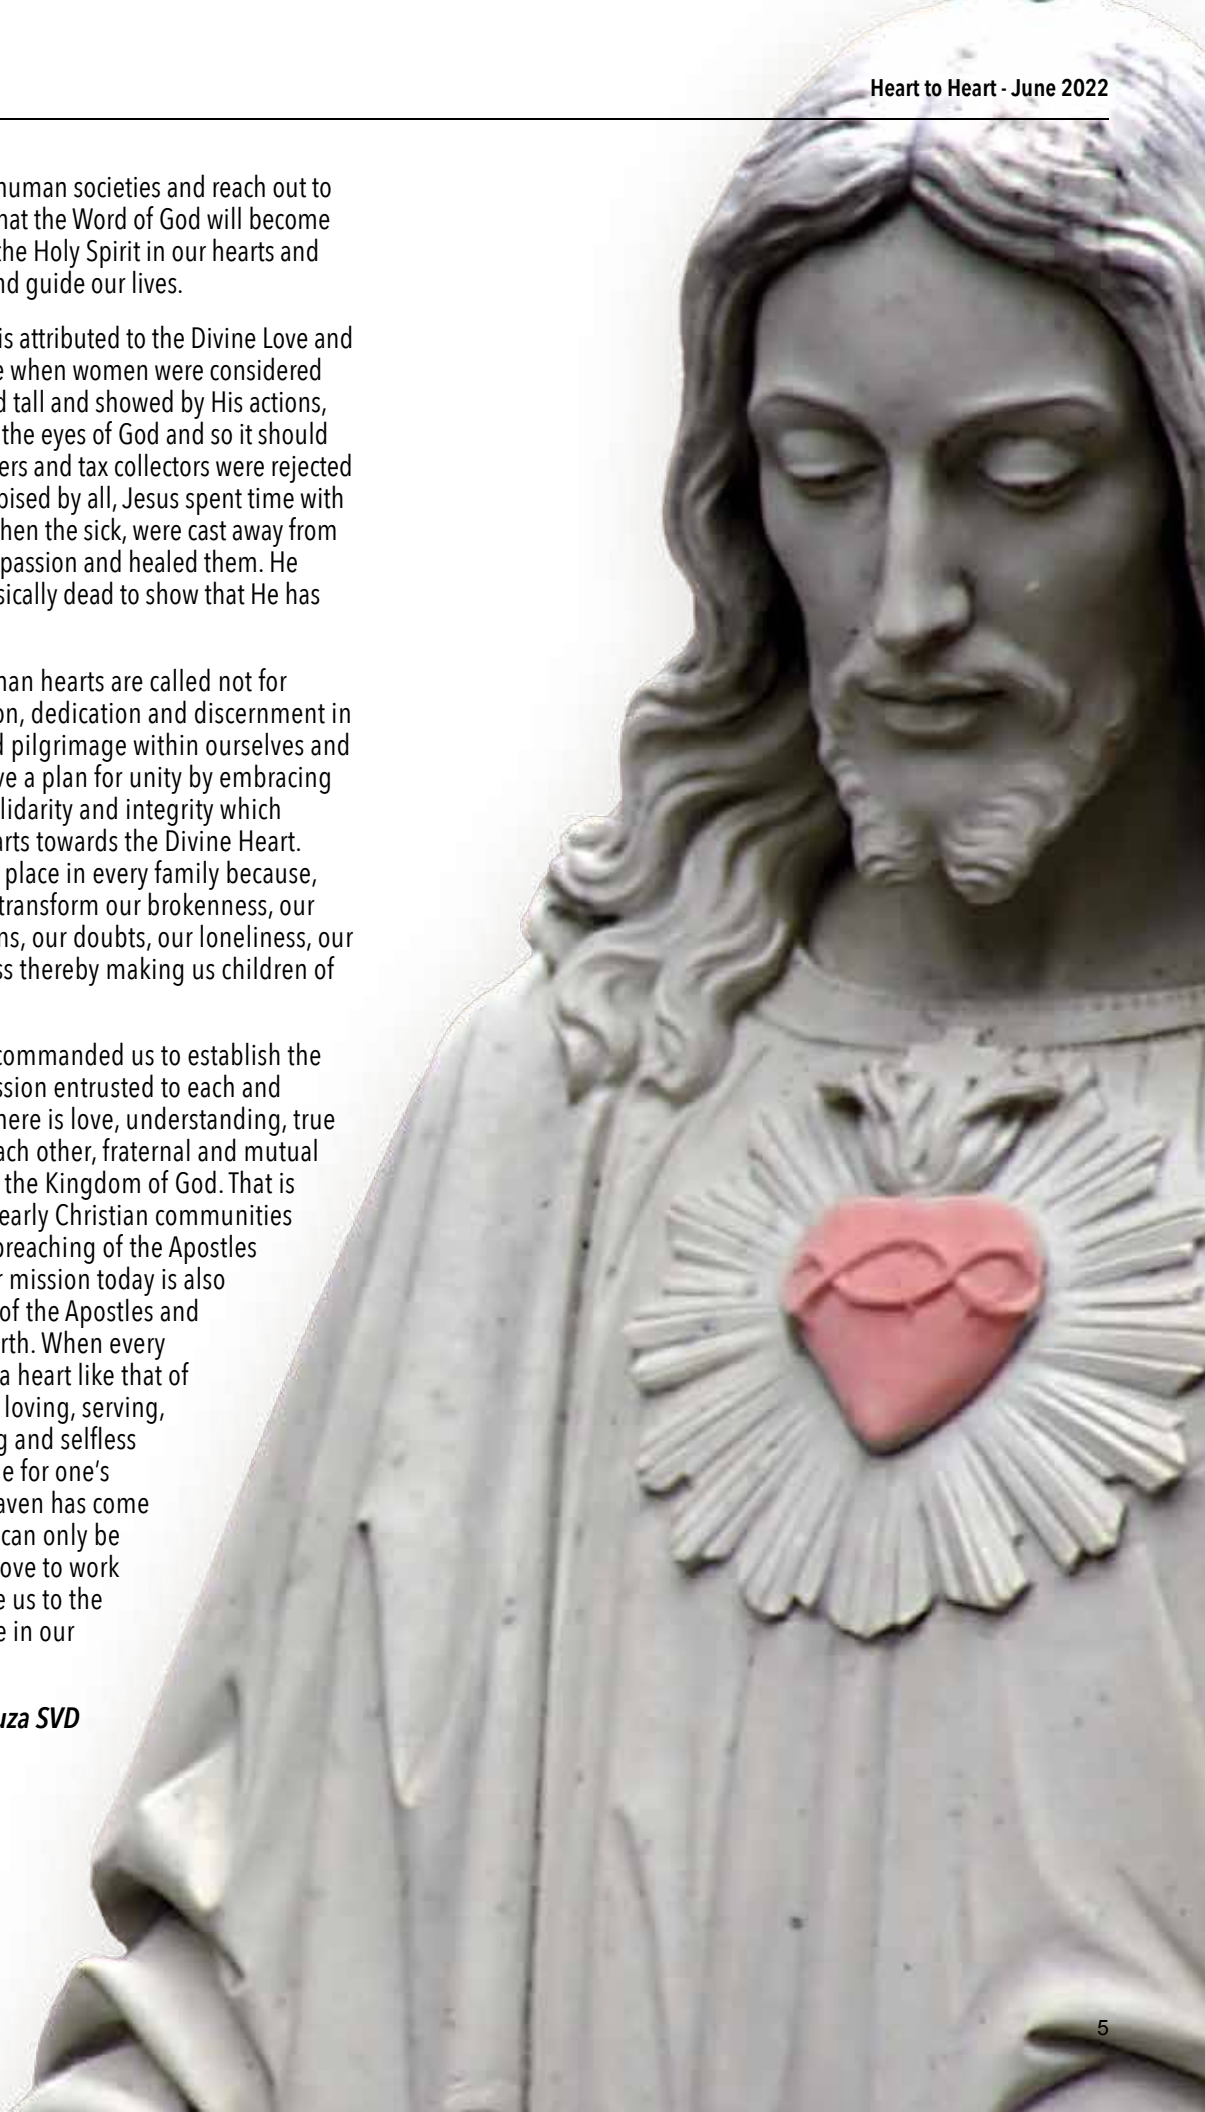 Heart to Heart - June 2022
human societies and reach out to
hat the Word of God will become
the Holy Spirit in our hearts and
nd guide our lives.
is attributed to the Divine Love and
e when women were considered
d tall and showed by His actions,
the eyes of God and so it should
ers and tax collectors were rejected
pised by all, Jesus spent time with
hen the sick, were cast away from
passion and healed them. He
sically dead to show that He has
man hearts are called not for
on, dedication and discernment in
d pilgrimage within ourselves and
ve a plan for unity by embracing
lidarity and integrity which
arts towards the Divine Heart.
place in every family because,
transform our brokenness, our
ns, our doubts, our loneliness, our
ss thereby making us children of
commanded us to establish the
ssion entrusted to each and
here is love, understanding, true
ach other, fraternal and mutual
the Kingdom of God. That is
early Christian communities
preaching of the Apostles
r mission today is also
of the Apostles and
rth. When every
a heart like that of
loving, serving,
g and selfless
e for one's
aven has come
can only be
ove to work
e us to the
e in our
uza SVD
5